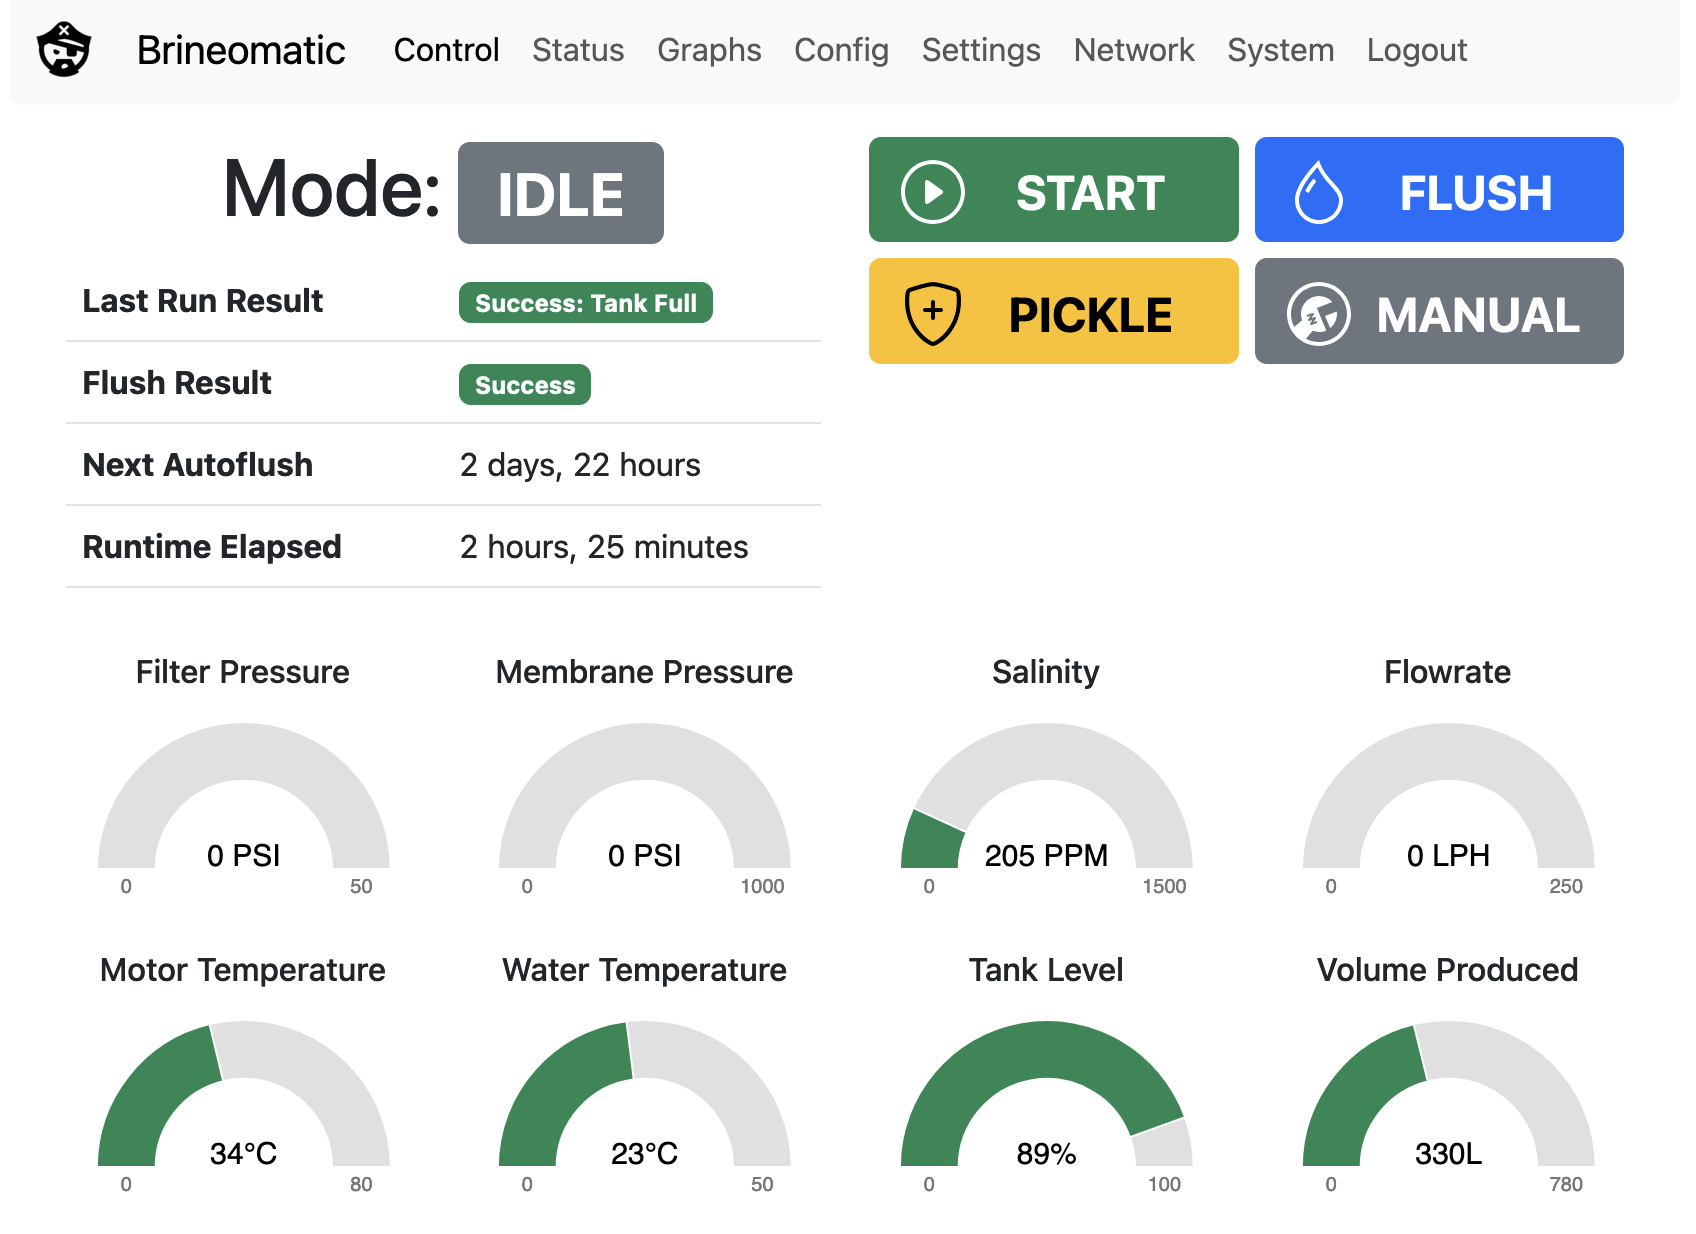 Brineomatic Control Status Graphs Config Settings Network System Logout
Mode: IDLE
START
FLUSH
PICKLE
MANUAL
Last Run Result Success: Tank Full
Flush Result Success
Next Autoflush 2 days, 22 hours
Runtime Elapsed 2 hours, 25 minutes
Filter Pressure
0 PSI
0 50
Membrane Pressure
0 PSI
0 1000
Salinity
205 PPM
0 1500
Flowrate
0 LPH
0 250
Motor Temperature
34°C
0 80
Water Temperature
23°C
0 50
Tank Level
89%
0 100
Volume Produced
330L
0 780